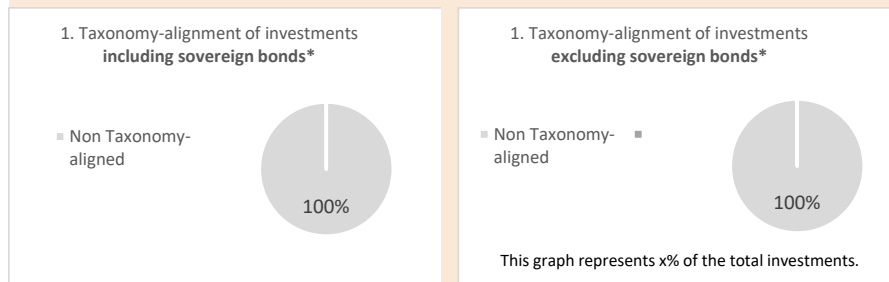 1. Taxonomy-alignment of investments
including sovereign bonds*
Non Taxonomy-
aligned
100%
1. Taxonomy-alignment of investments
excluding sovereign bonds*
Non Taxonomy-
aligned
100%
This graph represents x% of the total investments.